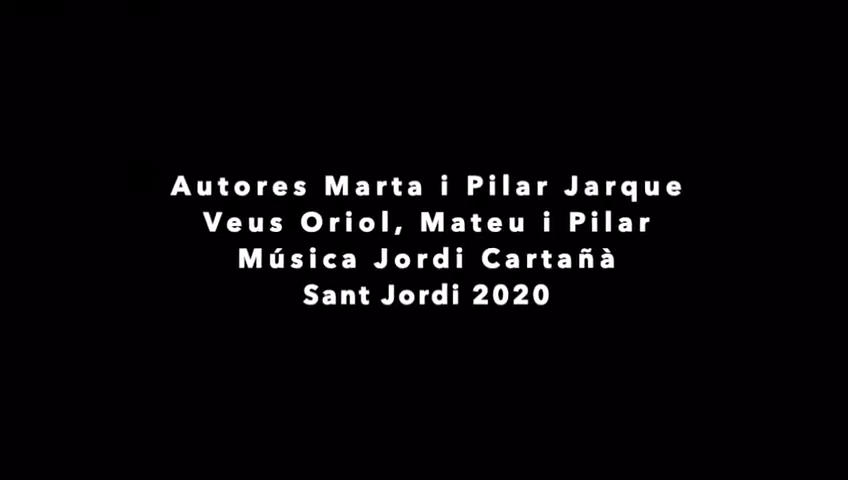 Autores Marta i Pilar Jarque
Veus Oriol, Mateu i Pilar
Música Jordi Cartañà
Sant Jordi 2020